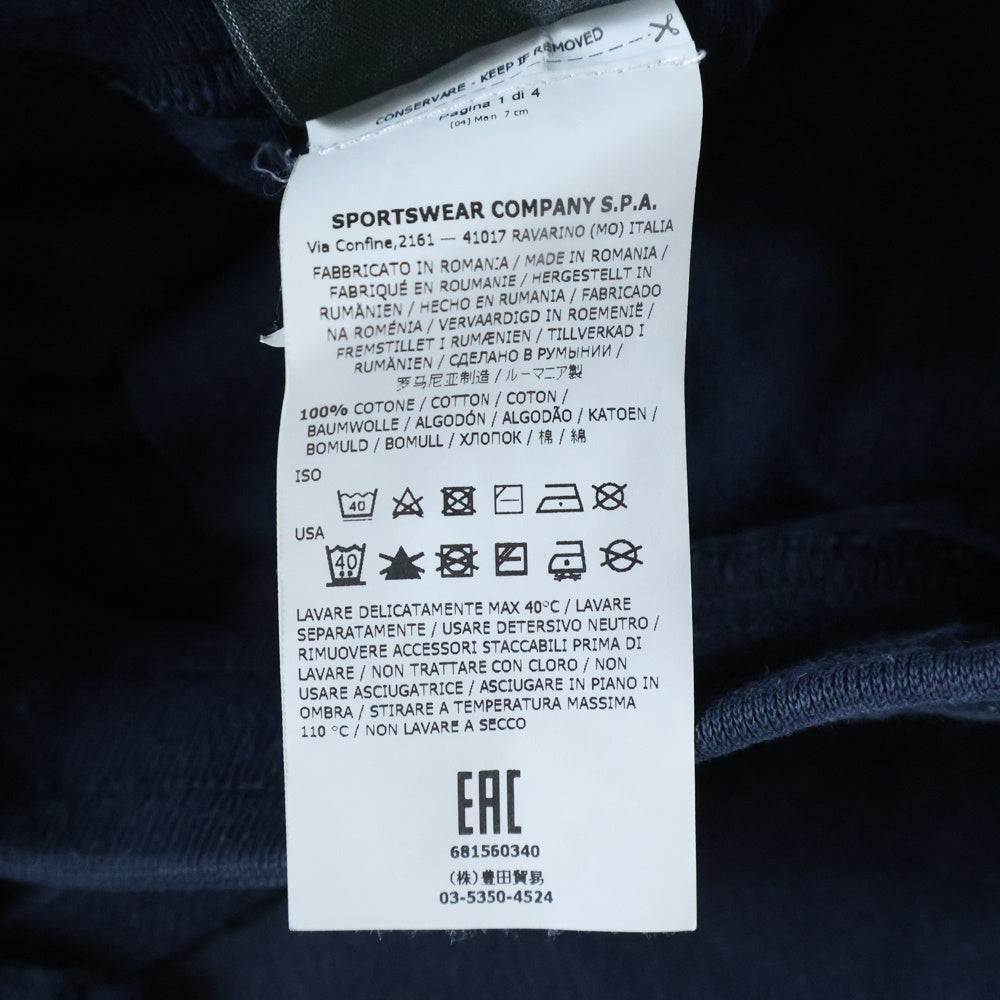 CONSERVARE - KEEP IF REMOVED
Pagina 1 di 4
[04] Man 7 cm
SPORTSWEAR COMPANY S.P.A.
Via Confine,2161 — 41017 RAVARINO (MO) ITALIA
FABBRICATO IN ROMANIA / MADE IN ROMANIA /
FABRIQUÉ EN ROUMANIE / HERGESTELLT IN
RUMÄNIEN / HECHO EN RUMANIA / FABRICADO
NA ROMÉNIA / VERVAARDIGD IN ROEMENIË /
FREMSTILLET I RUMÆNIEN / TILLVERKAD I
RUMÄNIEN / СДЕЛАНО В РУМЫНИИ /
罗马尼亚制造 / ルーマニア製
100% COTONE / COTTON / COTON /
BAUMWOLLE / ALGODÓN / ALGODÃO / KATOEN /
BOMULD / BOMULL / ХЛОПОК / 棉 / 綿
ISO
40
USA
40
LAVARE DELICATAMENTE MAX 40°C / LAVARE
SEPARATAMENTE / USARE DETERSIVO NEUTRO /
RIMUOVERE ACCESSORI STACCABILI PRIMA DI
LAVARE / NON TRATTARE CON CLORO / NON
USARE ASCIUGATRICE / ASCIUGARE IN PIANO IN
OMBRA / STIRARE A TEMPERATURA MASSIMA
110 °C / NON LAVARE A SECCO
EAC
681560340
(株)豊田貿易
03-5350-4524